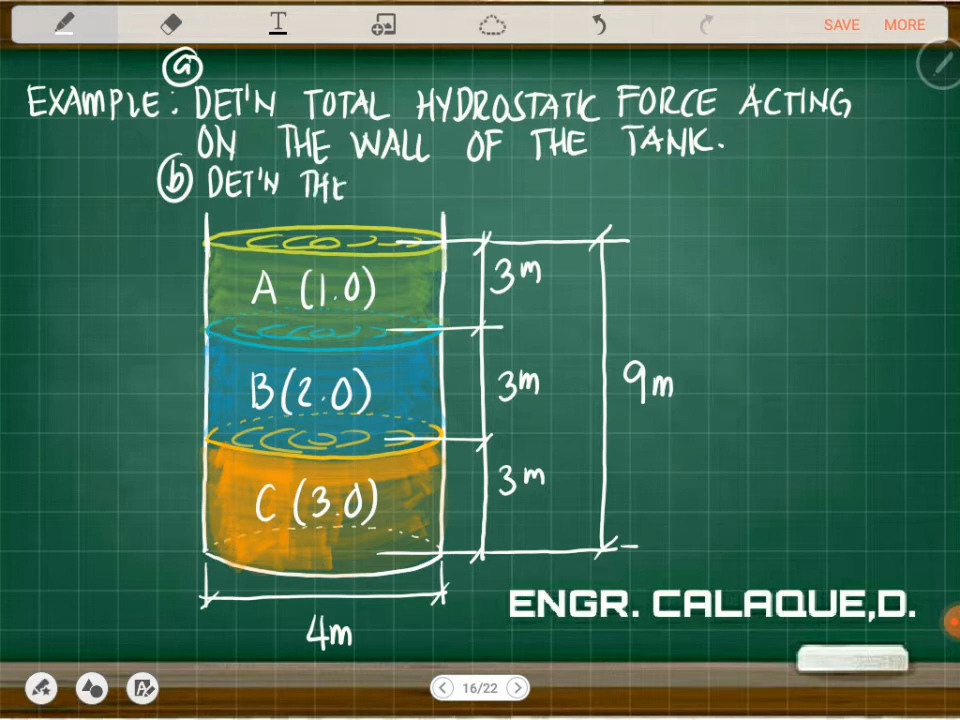 T SAVE MORE
a
EXAMPLE: DET'N TOTAL HYDROSTATIC FORCE ACTING
ON THE WALL OF THE TANK.
b DET'N THE
A (1.0) 3m
B (2.0) 3m 9m
C (3.0) 3m
ENGR. CALAQUE,D.
4m
A 16/22